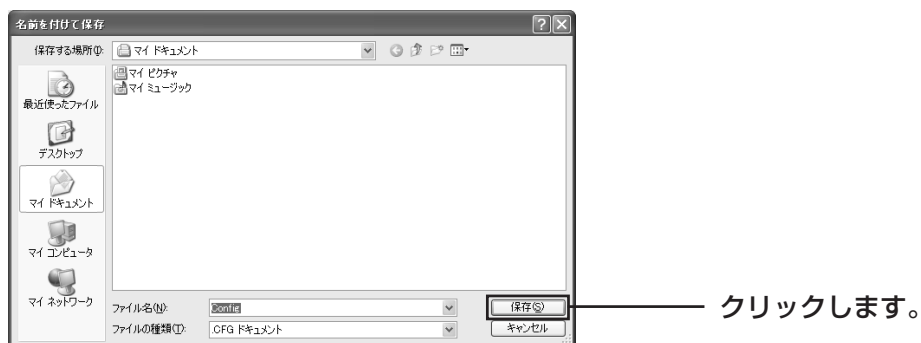 名前を付けて保存
保存する場所(I):
マイ ドキュメント
マイ ピクチャ
マイ ミュージック
最近使ったファイル
デスクトップ
マイ ドキュメント
マイ コンピュータ
マイ ネットワーク
ファイル名(N):
Config
保存(S)
クリックします。
ファイルの種類(T):
.CFG ドキュメント
キャンセル